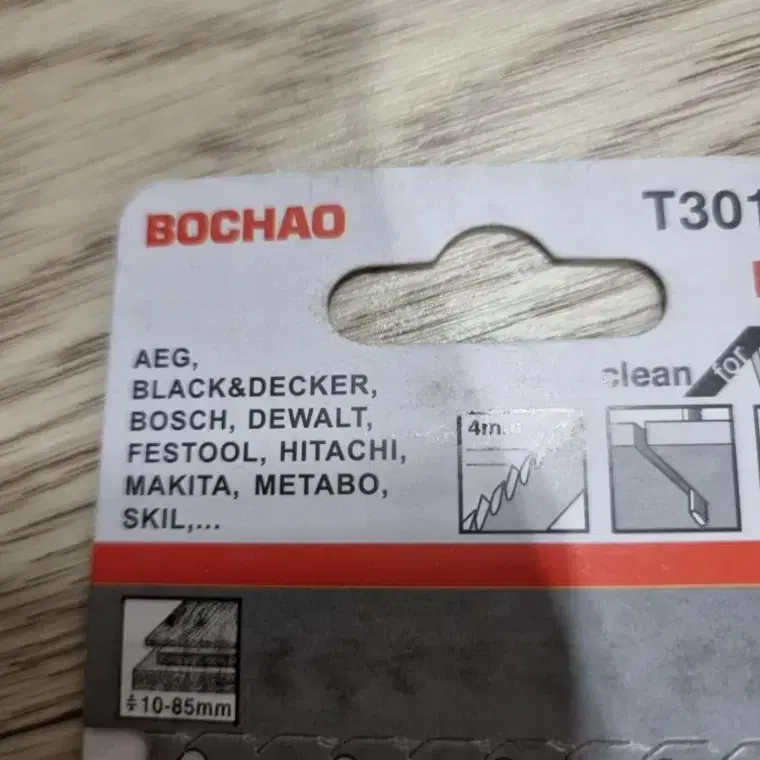 BOCHAO
T301
AEG,
BLACK&DECKER,
BOSCH, DEWALT,
FESTOOL, HITACHI,
MAKITA, METABO,
SKIL,...
clean for
10-85mm